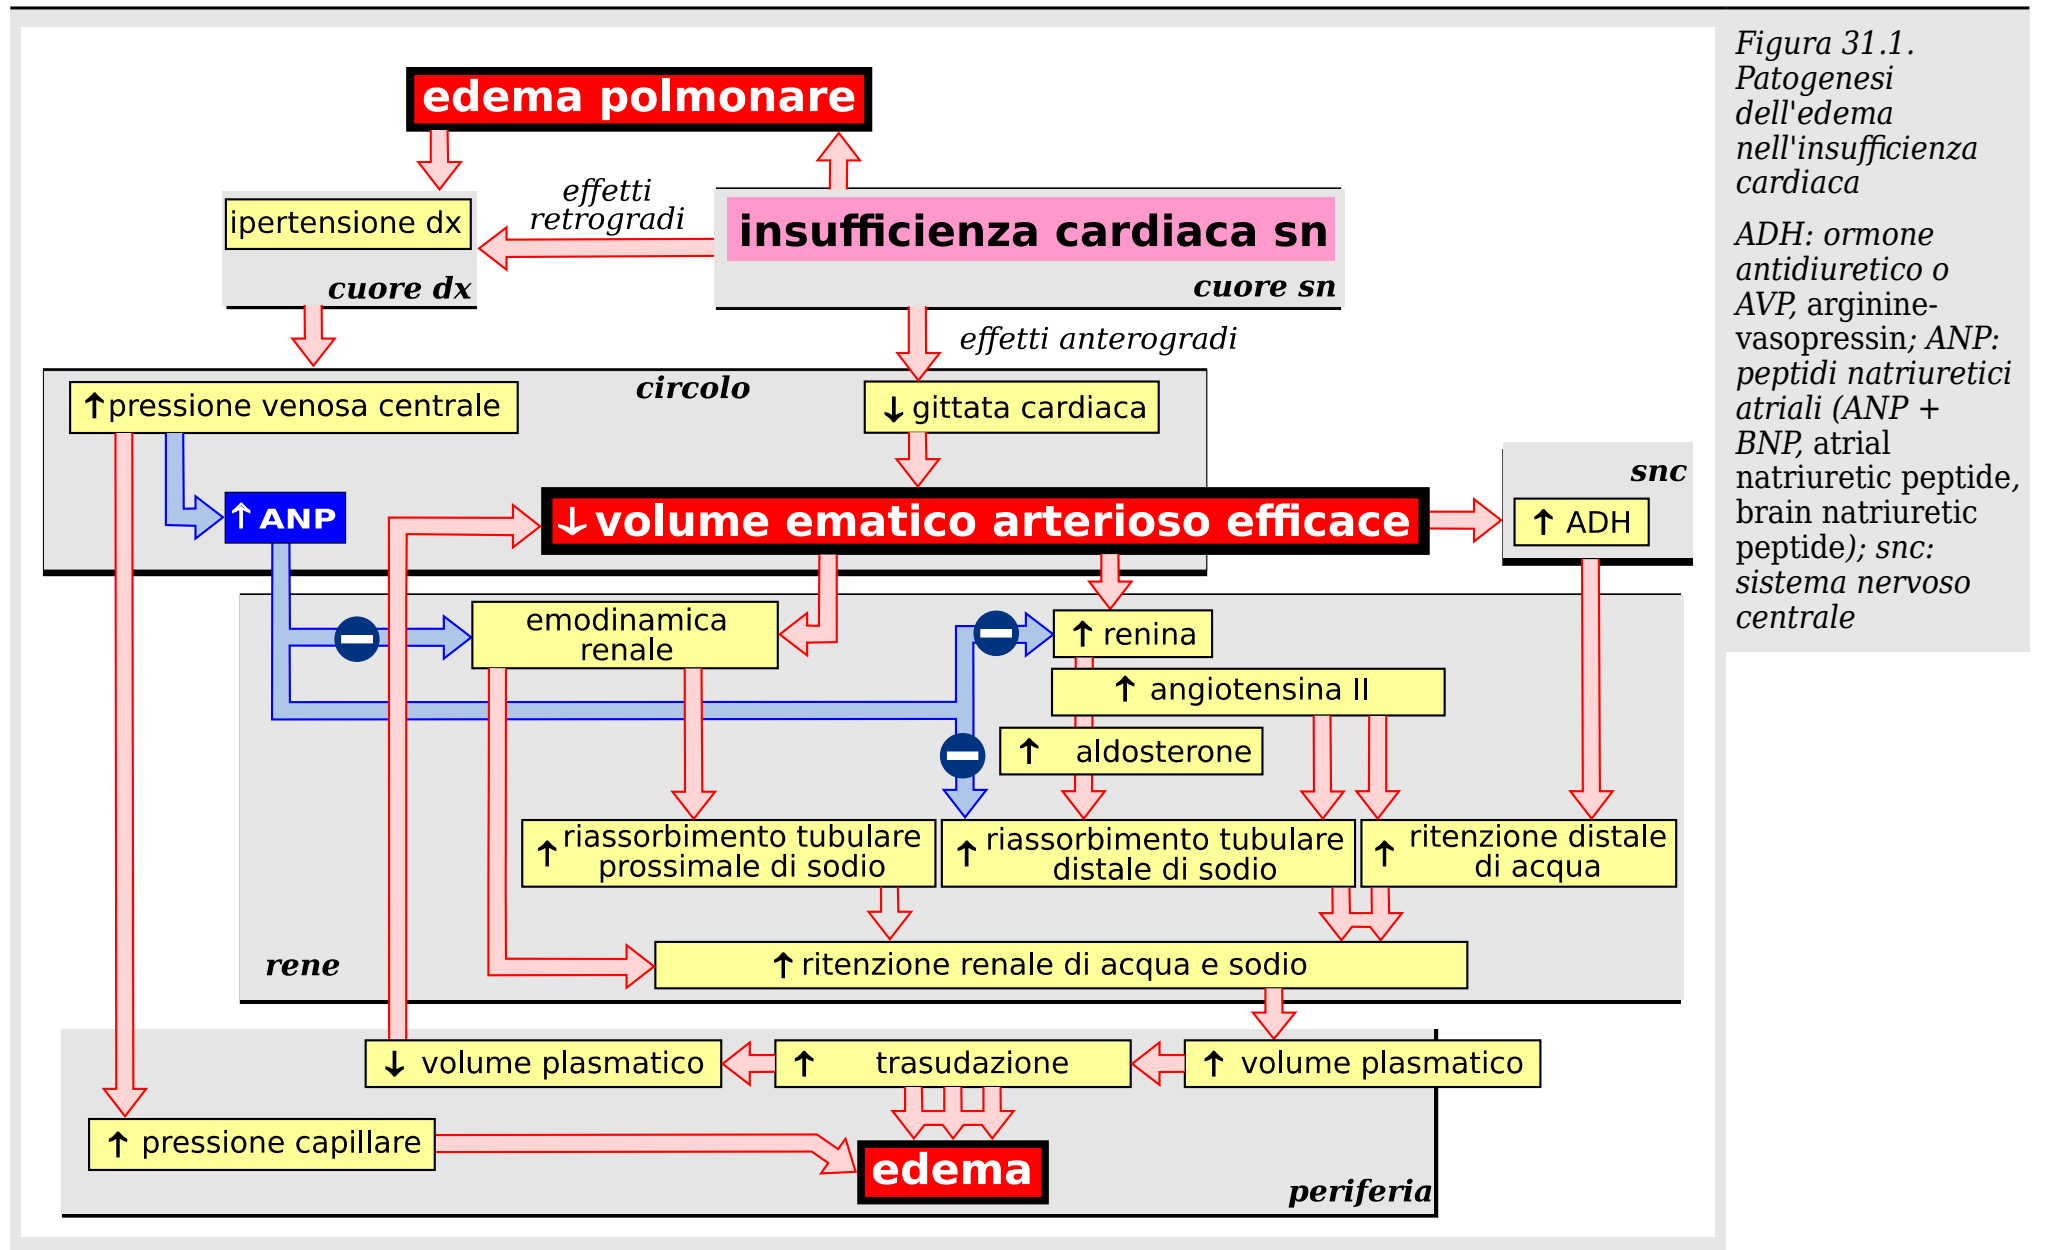 edema polmonare
effetti
retrogradi
ipertensione dx
cuore dx
insufficienza cardiaca sn
cuore sn
effetti anterogradi
circolo
↑pressione venosa centrale
↓ gittata cardiaca
↑ ANP
↓ volume ematico arterioso efficace
snc
↑ ADH
emodinamica
renale
↑ renina
↑ angiotensina II
↑ aldosterone
↑ riassorbimento tubulare
prossimale di sodio
↑ riassorbimento tubulare
distale di sodio
↑ ritenzione distale
di acqua
rene
↑ ritenzione renale di acqua e sodio
↓ volume plasmatico
↑ trasudazione
↑ volume plasmatico
↑ pressione capillare
edema
periferia
Figura 31.1.
Patogenesi
dell'edema
nell'insufficienza
cardiaca
ADH: ormone
antidiuretico o
AVP, arginine-
vasopressin; ANP:
peptidi natriuretici
atriali (ANP +
BNP, atrial
natriuretic peptide,
brain natriuretic
peptide); snc:
sistema nervoso
centrale